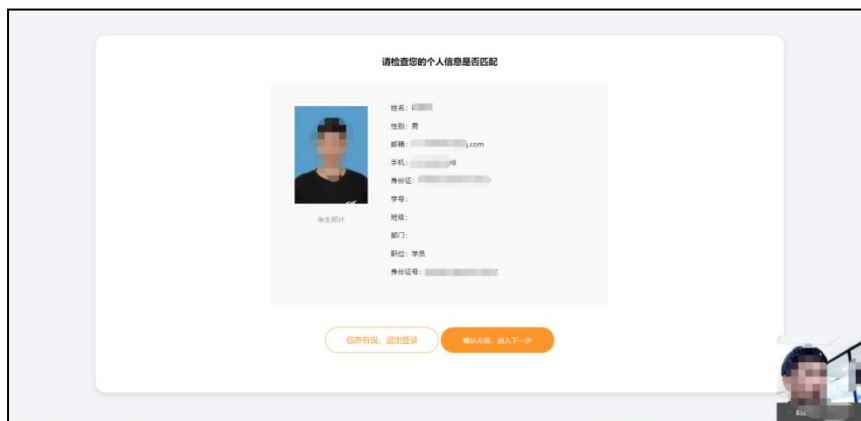 请检查您的个人信息是否匹配
姓名：
性别：男
邮箱：.com
手机：8
身份证：
学号：
班级：
部门：
职位：学员
身份证号：
考生照片
信息有误，退出登录
确认无误，进入下一步